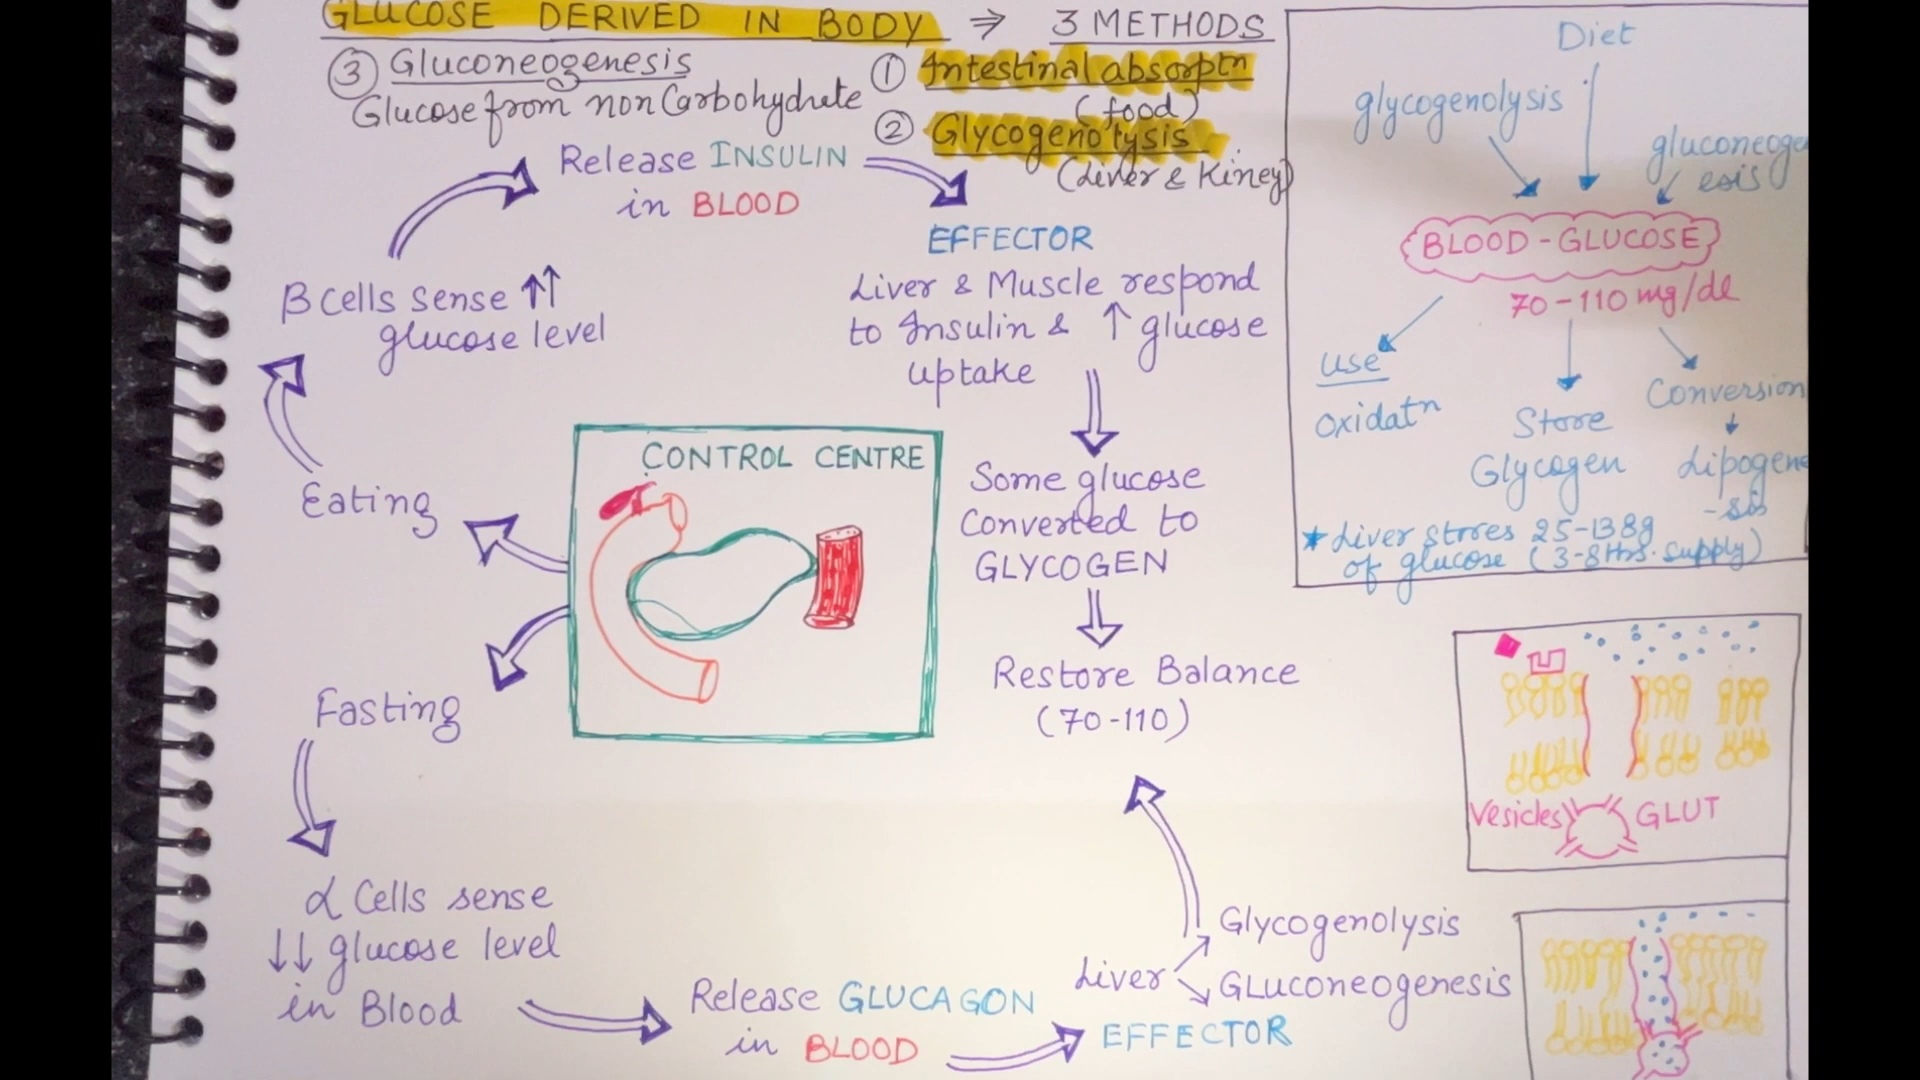 GLUCOSE DERIVED IN BODY ⇒ 3 METHODS
③ Gluconeogenesis
Glucose from non Carbohydrate
① Intestinal absorptn
(food)
② Glycogenolysis
(Liver & Kiney)
Release INSULIN
in BLOOD
EFFECTOR
Liver & Muscle respond
to Insulin & ↑ glucose
uptake
β Cells sense ↑↑
glucose level
Eating
CONTROL CENTRE
Some glucose
Converted to
GLYCOGEN
Restore Balance
(70-110)
Fasting
α Cells sense
↓↓ glucose level
in Blood
Release GLUCAGON
in BLOOD
Liver
Glycogenolysis
Gluconeogenesis
EFFECTOR
Diet
glycogenolysis
gluconeoge
esis
BLOOD-GLUCOSE
70-110 mg/dl
use
oxidatn
Store
Glycogen
Conversion
Lipogene
-sis
* Liver stores 25-138g
of glucose (3-8Hrs. supply)
Vesicles
GLUT